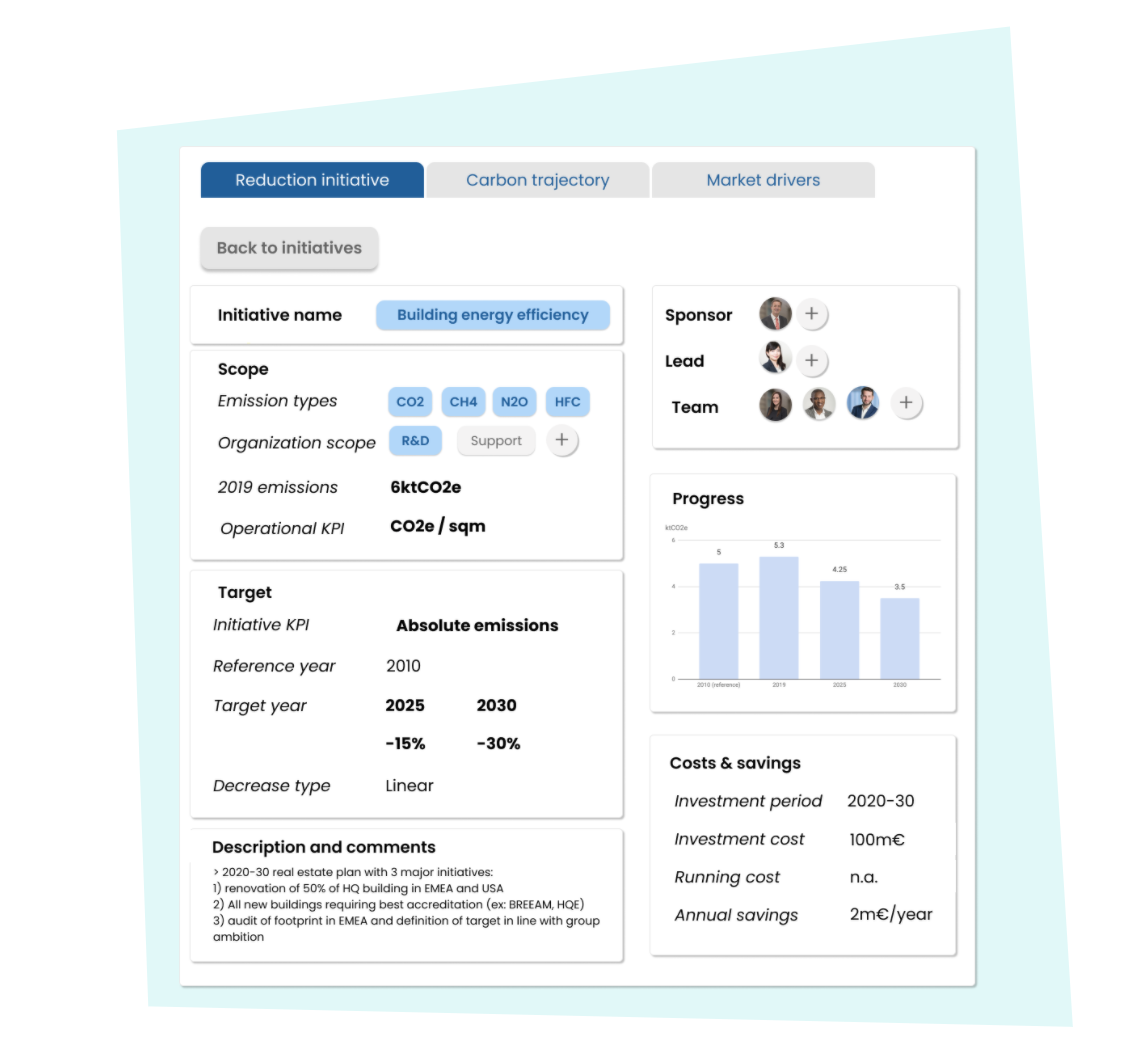 Reduction initiative
Carbon trajectory
Market drivers
Back to initiatives
Initiative name
Building energy efficiency
Scope
Emission types
CO2
CH4
N2O
HFC
Organization scope
R&D
Support
+
2019 emissions
6ktCO2e
Operational KPI
CO2e / sqm
Target
Initiative KPI
Absolute emissions
Reference year
2010
Target year
2025
2030
-15%
-30%
Decrease type
Linear
Description and comments
> 2020-30 real estate plan with 3 major initiatives:
1) renovation of 50% of HQ building in EMEA and USA
2) All new buildings requiring best accreditation (ex: BREEAM, HQE)
3) audit of footprint in EMEA and definition of target in line with group
ambition
Sponsor
+
Lead
+
Team
+
Progress
ktCO2e
6
4
2
0
5
5.3
4.25
3.5
2010 (reference)
2019
2025
2030
Costs & savings
Investment period
2020-30
Investment cost
100m€
Running cost
n.a.
Annual savings
2m€/year